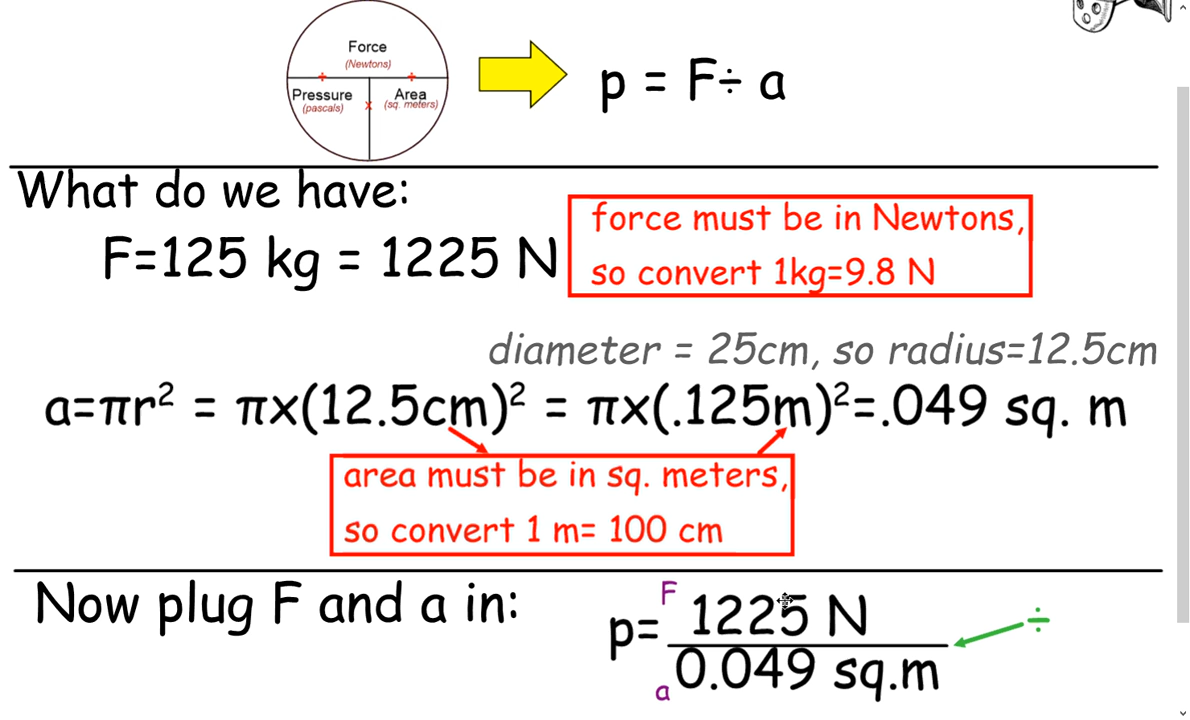 Force
(Newtons)
÷ ÷
Pressure x Area
(pascals) (sq. meters)
p = F÷ a
What do we have:
F=125 kg = 1225 N
force must be in Newtons,
so convert 1kg=9.8 N
diameter = 25cm, so radius=12.5cm
a=πr² = πx(12.5cm)² = πx(.125m)²=.049 sq. m
area must be in sq. meters,
so convert 1 m= 100 cm
Now plug F and a in:
F 1225 N
p= ÷
a 0.049 sq.m